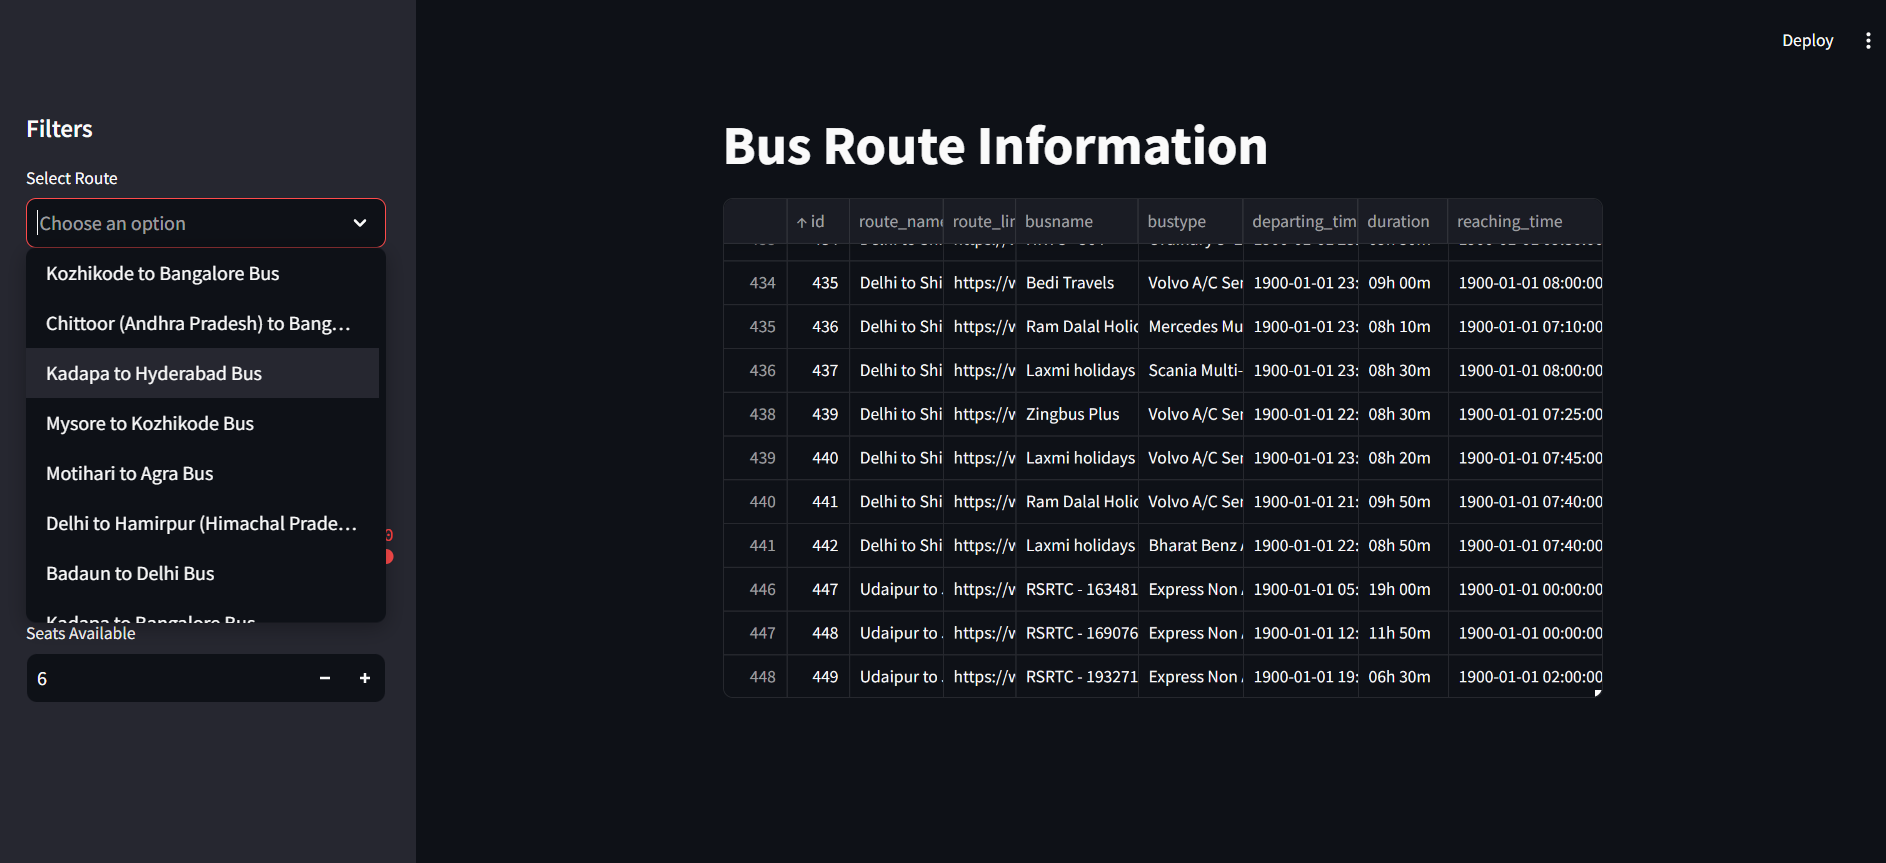 Deploy
Filters
Select Route
Choose an option
Kozhikode to Bangalore Bus
Chittoor (Andhra Pradesh) to Bang...
Kadapa to Hyderabad Bus
Mysore to Kozhikode Bus
Motihari to Agra Bus
Delhi to Hamirpur (Himachal Prade...
Badaun to Delhi Bus
Kadapa to Bangalore Bus
Seats Available
6 − +
Bus Route Information
↑ id route_name route_lin busname bustype departing_tim duration reaching_time
434 435 Delhi to Shi https://w Bedi Travels Volvo A/C Ser 1900-01-01 23: 09h 00m 1900-01-01 08:00:00
435 436 Delhi to Shi https://w Ram Dalal Holid Mercedes Mu 1900-01-01 23: 08h 10m 1900-01-01 07:10:00
436 437 Delhi to Shi https://w Laxmi holidays Scania Multi- 1900-01-01 23: 08h 30m 1900-01-01 08:00:00
438 439 Delhi to Shi https://w Zingbus Plus Volvo A/C Ser 1900-01-01 22: 08h 30m 1900-01-01 07:25:00
439 440 Delhi to Shi https://w Laxmi holidays Volvo A/C Ser 1900-01-01 23: 08h 20m 1900-01-01 07:45:00
440 441 Delhi to Shi https://w Ram Dalal Holid Volvo A/C Ser 1900-01-01 21: 09h 50m 1900-01-01 07:40:00
441 442 Delhi to Shi https://w Laxmi holidays Bharat Benz 1900-01-01 22: 08h 50m 1900-01-01 07:40:00
446 447 Udaipur to https://w RSRTC - 163481 Express Non 1900-01-01 05: 19h 00m 1900-01-01 00:00:00
447 448 Udaipur to https://w RSRTC - 169076 Express Non 1900-01-01 12: 11h 50m 1900-01-01 00:00:00
448 449 Udaipur to https://w RSRTC - 193271 Express Non 1900-01-01 19: 06h 30m 1900-01-01 02:00:00